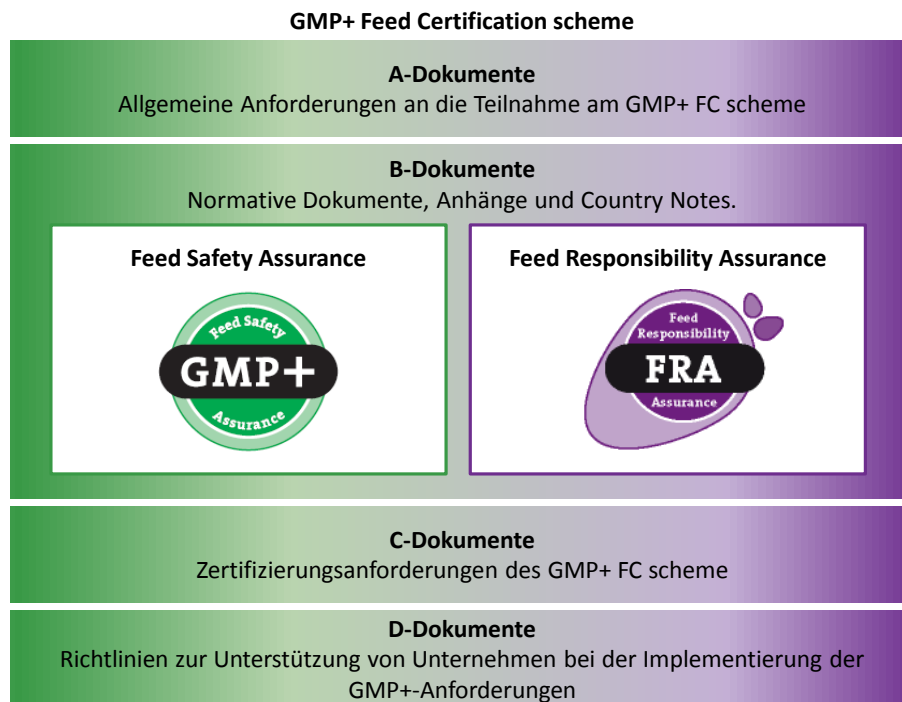 GMP+ Feed Certification scheme
A-Dokumente
Allgemeine Anforderungen an die Teilnahme am GMP+ FC scheme
B-Dokumente
Normative Dokumente, Anhänge und Country Notes.
Feed Safety Assurance
Feed Safety
GMP+
Assurance
Feed Responsibility Assurance
Feed
Responsibility
FRA
Assurance
C-Dokumente
Zertifizierungsanforderungen des GMP+ FC scheme
D-Dokumente
Richtlinien zur Unterstützung von Unternehmen bei der Implementierung der
GMP+-Anforderungen